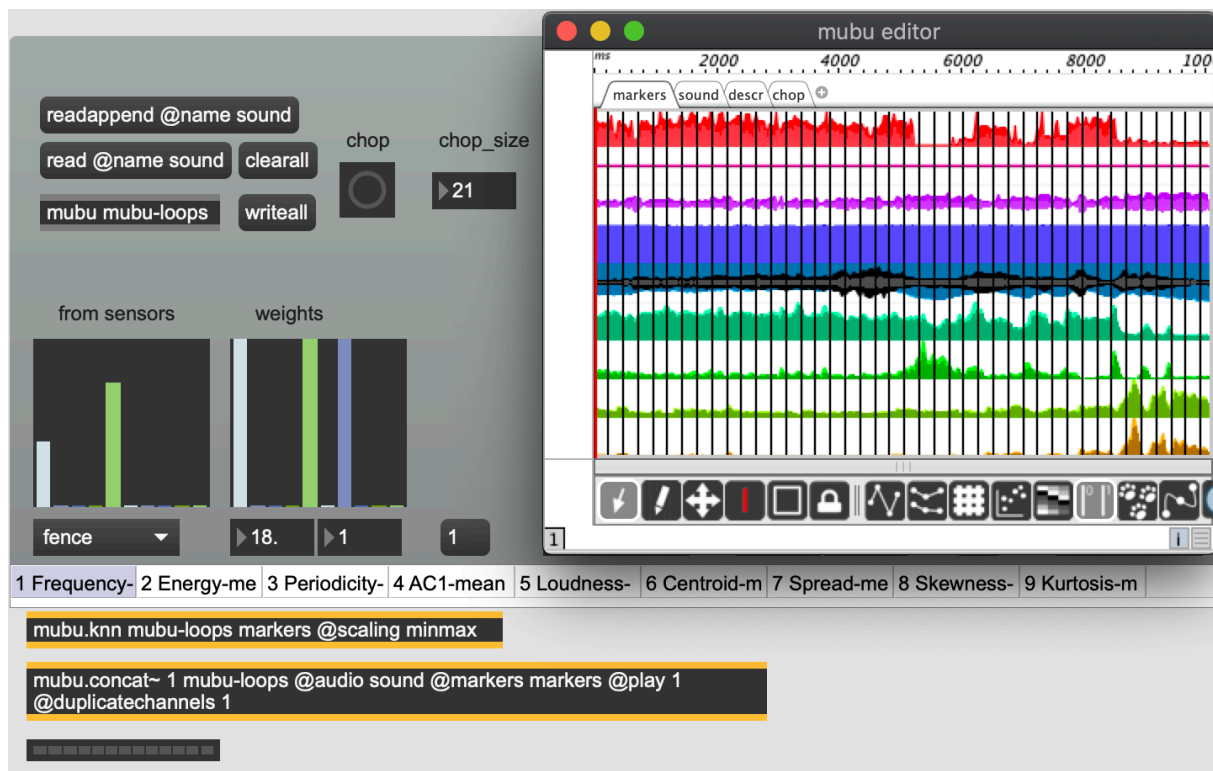 mubu editor
ms 2000 4000 6000 8000 100
markers sound descr chop
readappend @name sound
read @name sound clearall
mubu mubu-loops writeall
chop
chop_size
21
from sensors
weights
fence
18. 1
1
1
i
1 Frequency- 2 Energy-me 3 Periodicity- 4 AC1-mean 5 Loudness- 6 Centroid-m 7 Spread-me 8 Skewness- 9 Kurtosis-m
mubu.knn mubu-loops markers @scaling minmax
mubu.concat~ 1 mubu-loops @audio sound @markers markers @play 1
@duplicatechannels 1